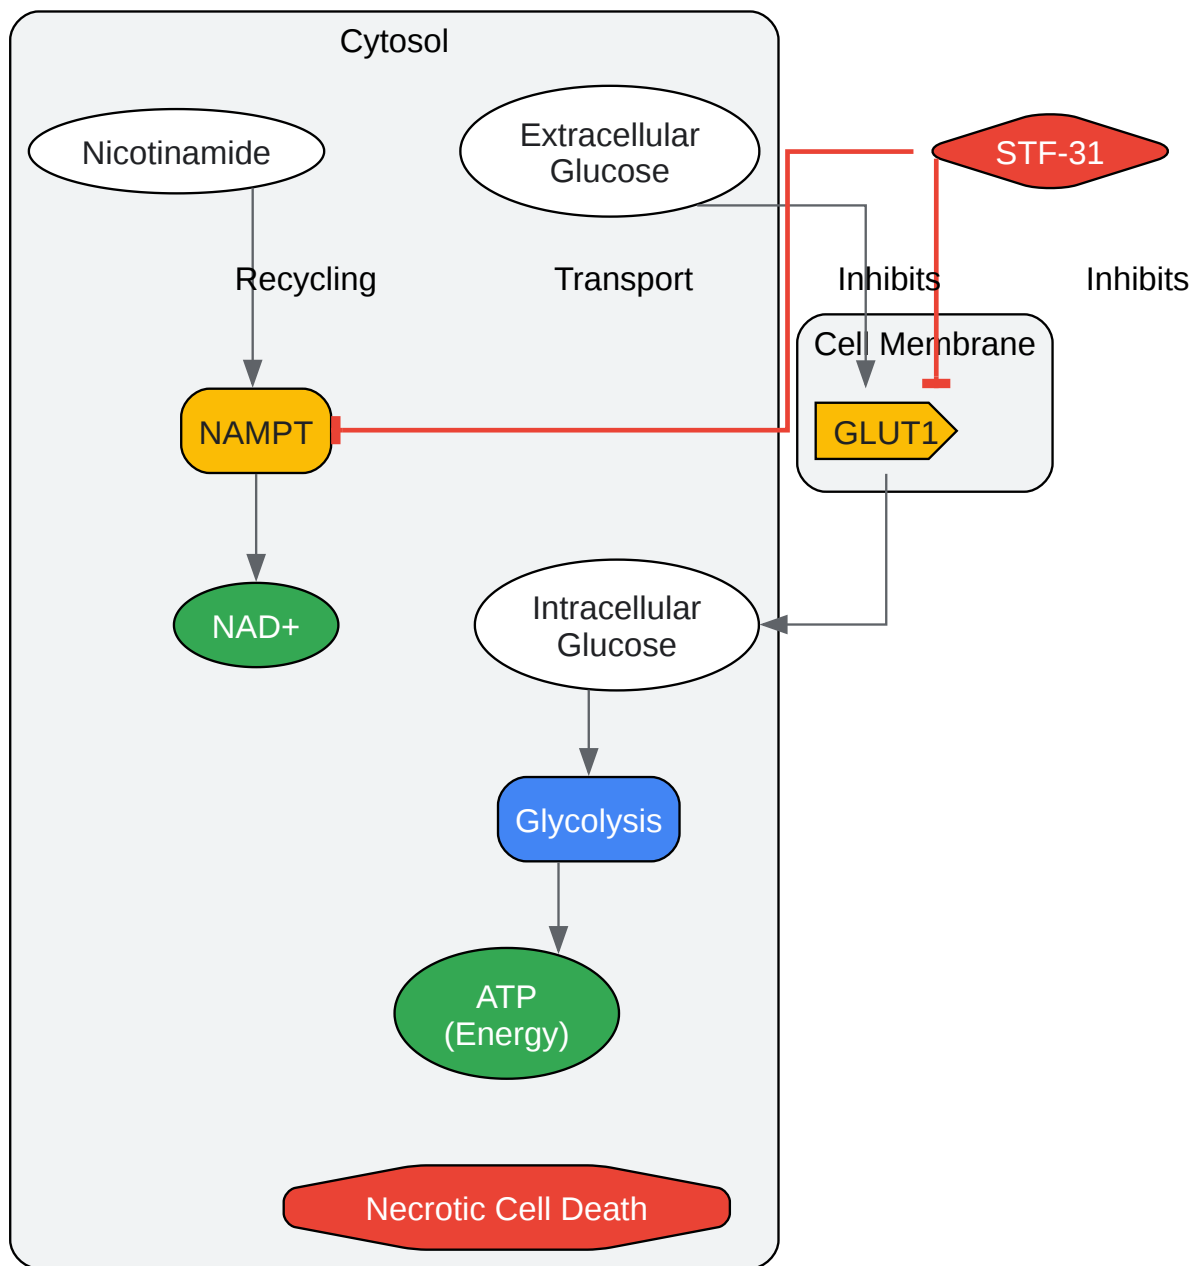 Cytosol
Nicotinamide
Extracellular
Glucose
STF-31
Recycling
Transport
Inhibits
Inhibits
Cell Membrane
NAMPT
GLUT1
NAD+
Intracellular
Glucose
Glycolysis
ATP
(Energy)
Necrotic Cell Death